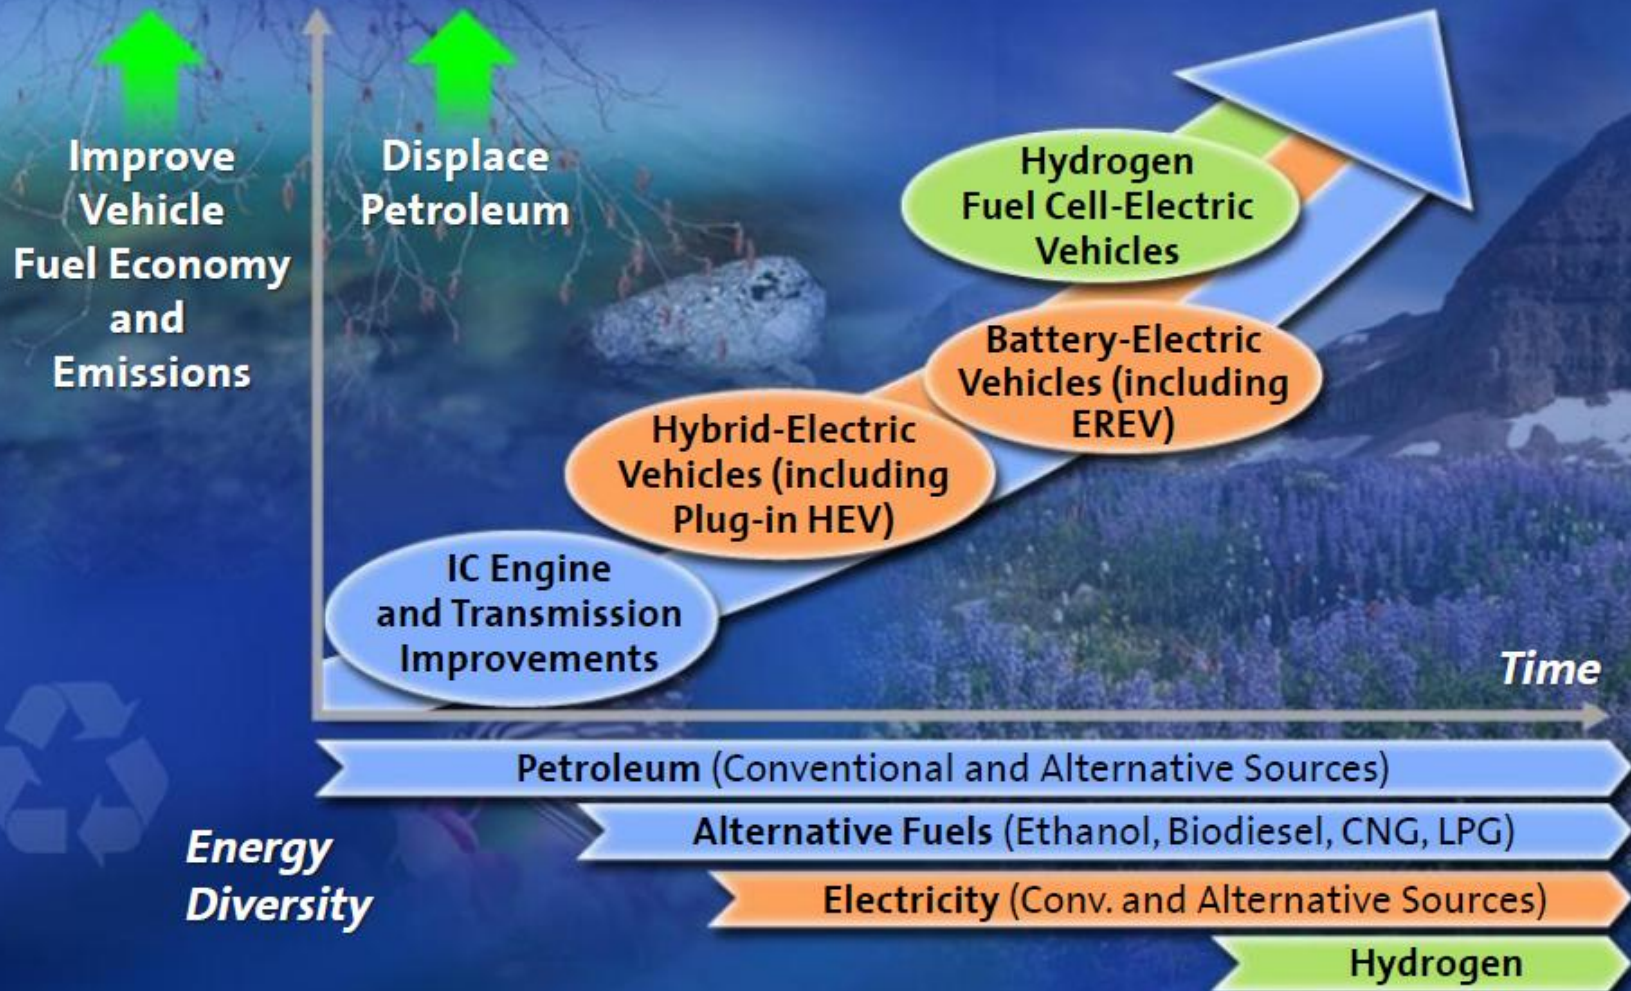 Improve
Vehicle
Fuel Economy
and
Emissions
Displace
Petroleum
Hydrogen
Fuel Cell-Electric
Vehicles
Battery-Electric
Vehicles (including
EREV)
Hybrid-Electric
Vehicles (including
Plug-in HEV)
IC Engine
and Transmission
Improvements
Time
Energy
Diversity
Petroleum (Conventional and Alternative Sources)
Alternative Fuels (Ethanol, Biodiesel, CNG, LPG)
Electricity (Conv. and Alternative Sources)
Hydrogen